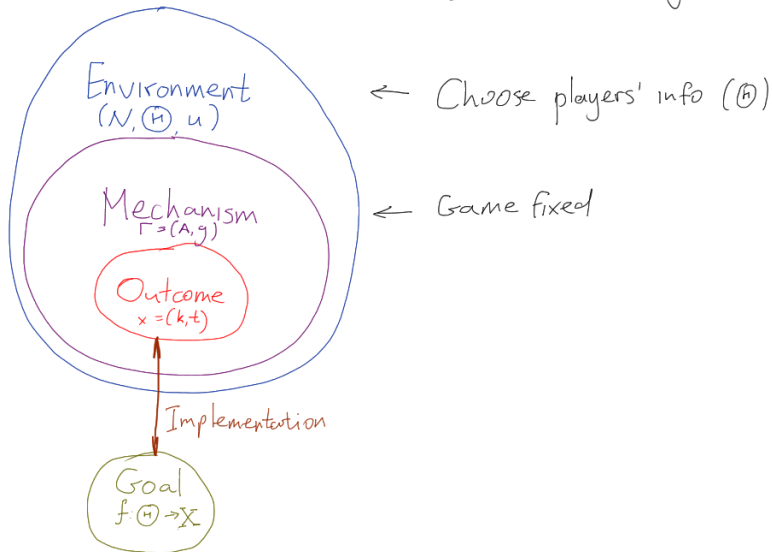 Environment
(N, Ⓗ, u)
← Choose players' info (Ⓗ)
Mechanism
Γ=(A,g)
← Game fixed
Outcome
x=(k,t)
Implementation
Goal
f: Ⓗ→X